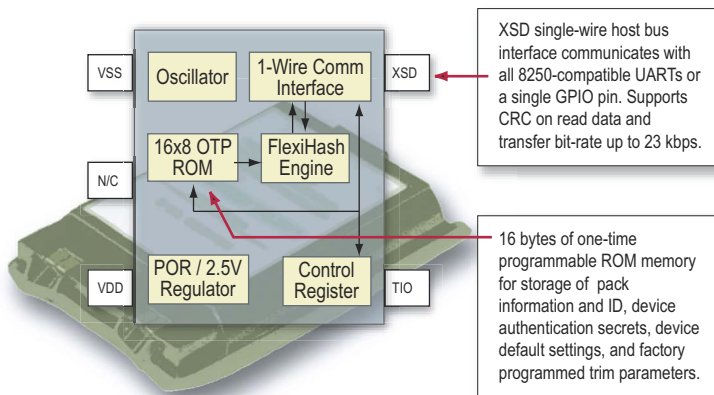 VSS
Oscillator
1-Wire Comm
Interface
XSD
16x8 OTP
ROM
FlexiHash
Engine
N/C
VDD
POR / 2.5V
Regulator
Control
Register
TIO
XSD single-wire host bus
interface communicates with
all 8250-compatible UARTs or
a single GPIO pin. Supports
CRC on read data and
transfer bit-rate up to 23 kbps.
16 bytes of one-time
programmable ROM memory
for storage of pack
information and ID, device
authentication secrets, device
default settings, and factory
programmed trim parameters.